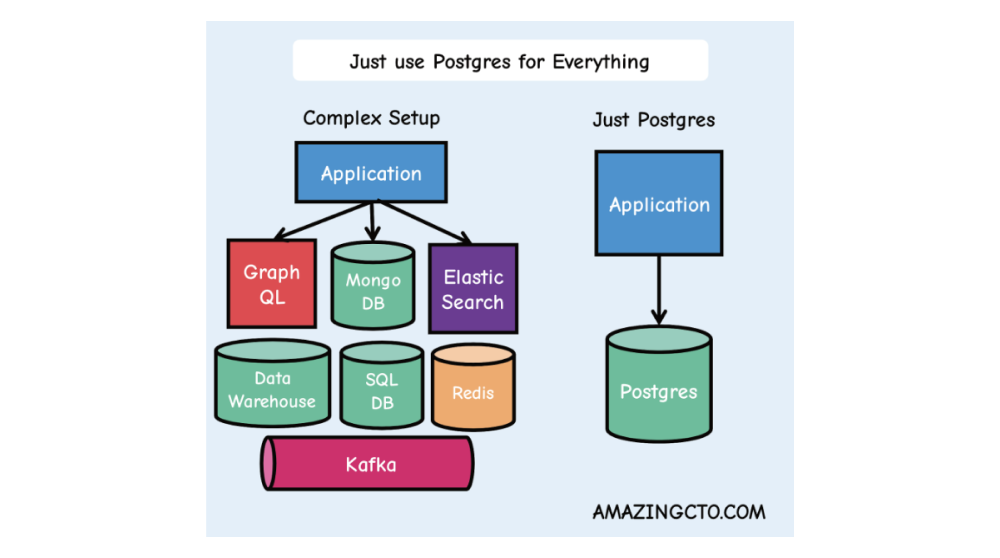 Just use Postgres for Everything
Complex Setup
Application
Graph
QL
Mongo
DB
Elastic
Search
Data
Warehouse
SQL
DB
Redis
Kafka
Just Postgres
Application
Postgres
AMAZINGCTO.COM